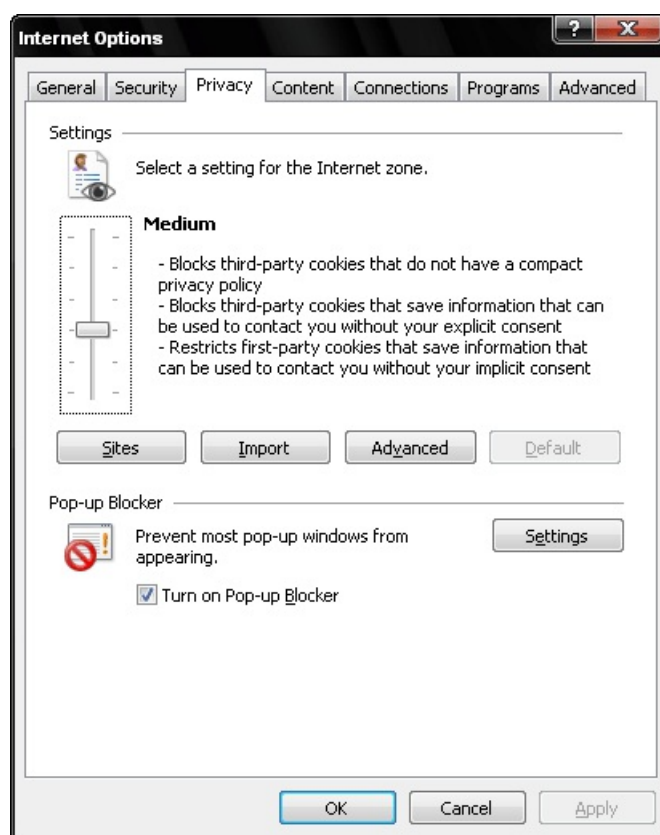 Internet Options
?
X
General Security Privacy Content Connections Programs Advanced
Settings
Select a setting for the Internet zone.
Medium
- Blocks third-party cookies that do not have a compact
privacy policy
- Blocks third-party cookies that save information that can
be used to contact you without your explicit consent
- Restricts first-party cookies that save information that
can be used to contact you without your implicit consent
Sites Import Advanced Default
Pop-up Blocker
Prevent most pop-up windows from
appearing.
Settings
Turn on Pop-up Blocker
OK Cancel Apply